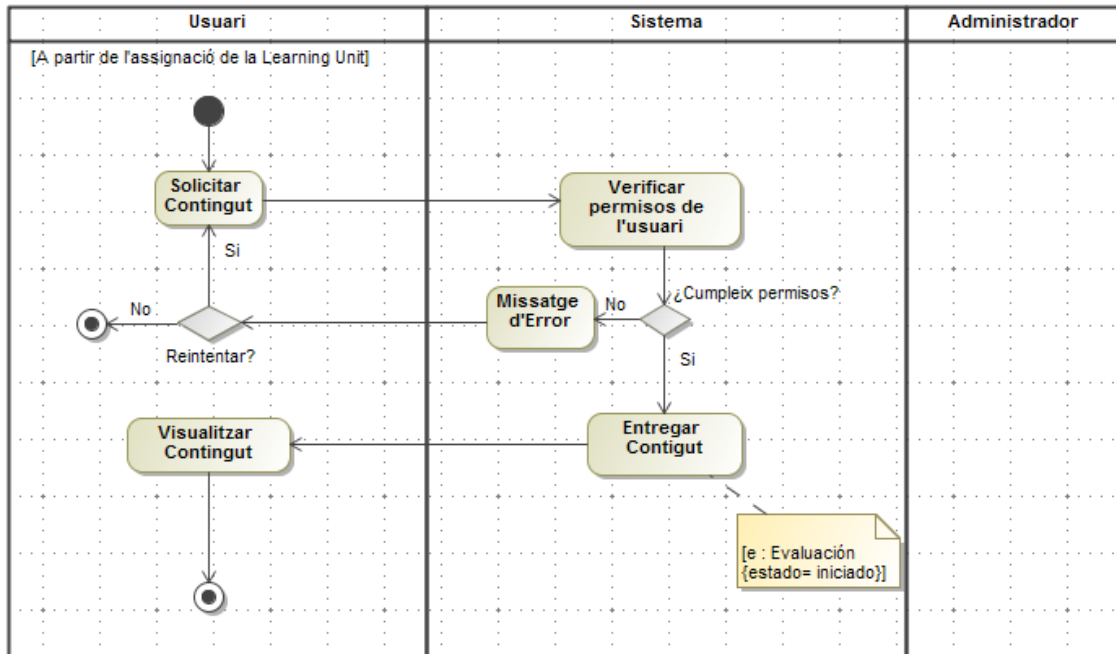 Usuari
Sistema
Administrador
[A partir de l'assignació de la Learning Unit]
Solicitar
Contingut
Verificar
permisos de
l'usuari
Si
¿Cumpleix permisos?
Missatge
d'Error
No
No
Reintentar?
Si
Visualitzar
Contingut
Entregar
Contigut
[e : Evaluación
{estado= iniciado}]